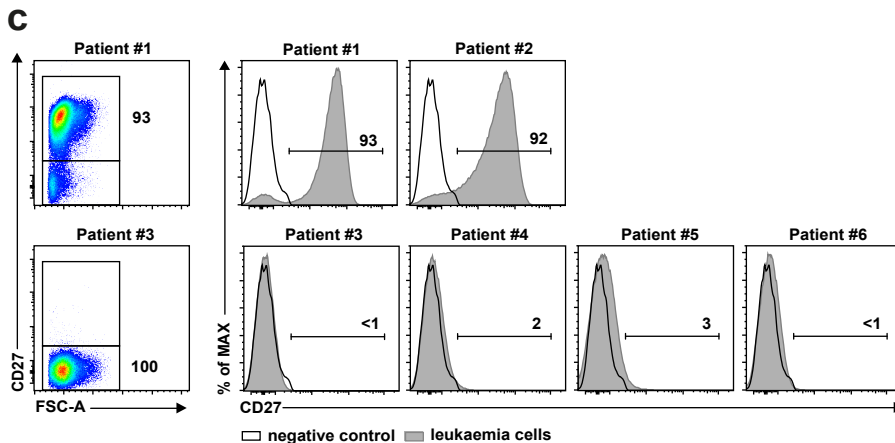 c
Patient #1
Patient #1
Patient #2
93
93
92
Patient #3
Patient #3
Patient #4
Patient #5
Patient #6
100
<1
2
3
<1
CD27
FSC-A
% of MAX
CD27
negative control
leukaemia cells